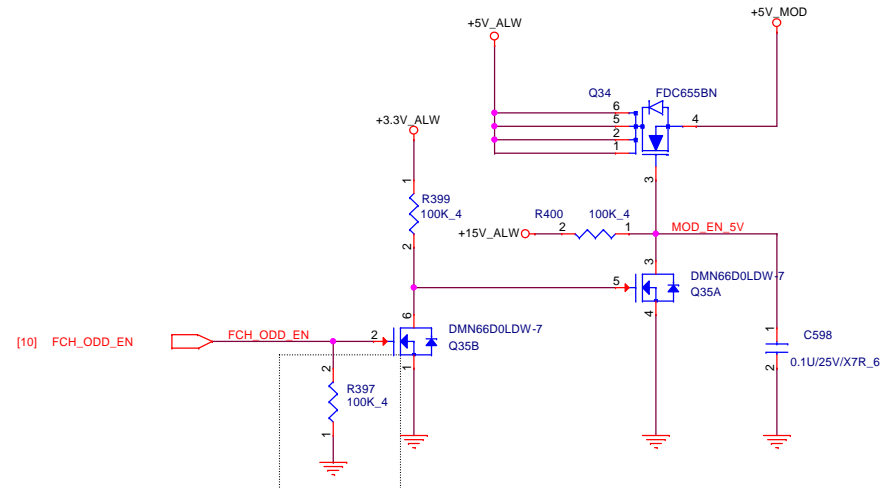 +5V_MOD
+5V_ALW
Q34 FDC655BN
6
5
2
1
4
3
+3.3V_ALW
1
R399
100K_4
2
R400 100K_4
+15V_ALW 2 1 MOD_EN_5V
3
DMN66D0LDW-7
5
Q35A
4
6
[10] FCH_ODD_EN FCH_ODD_EN 2
DMN66D0LDW-7
Q35B
1
1
C598
0.1U/25V/X7R_6
2
2
R397
100K_4
1